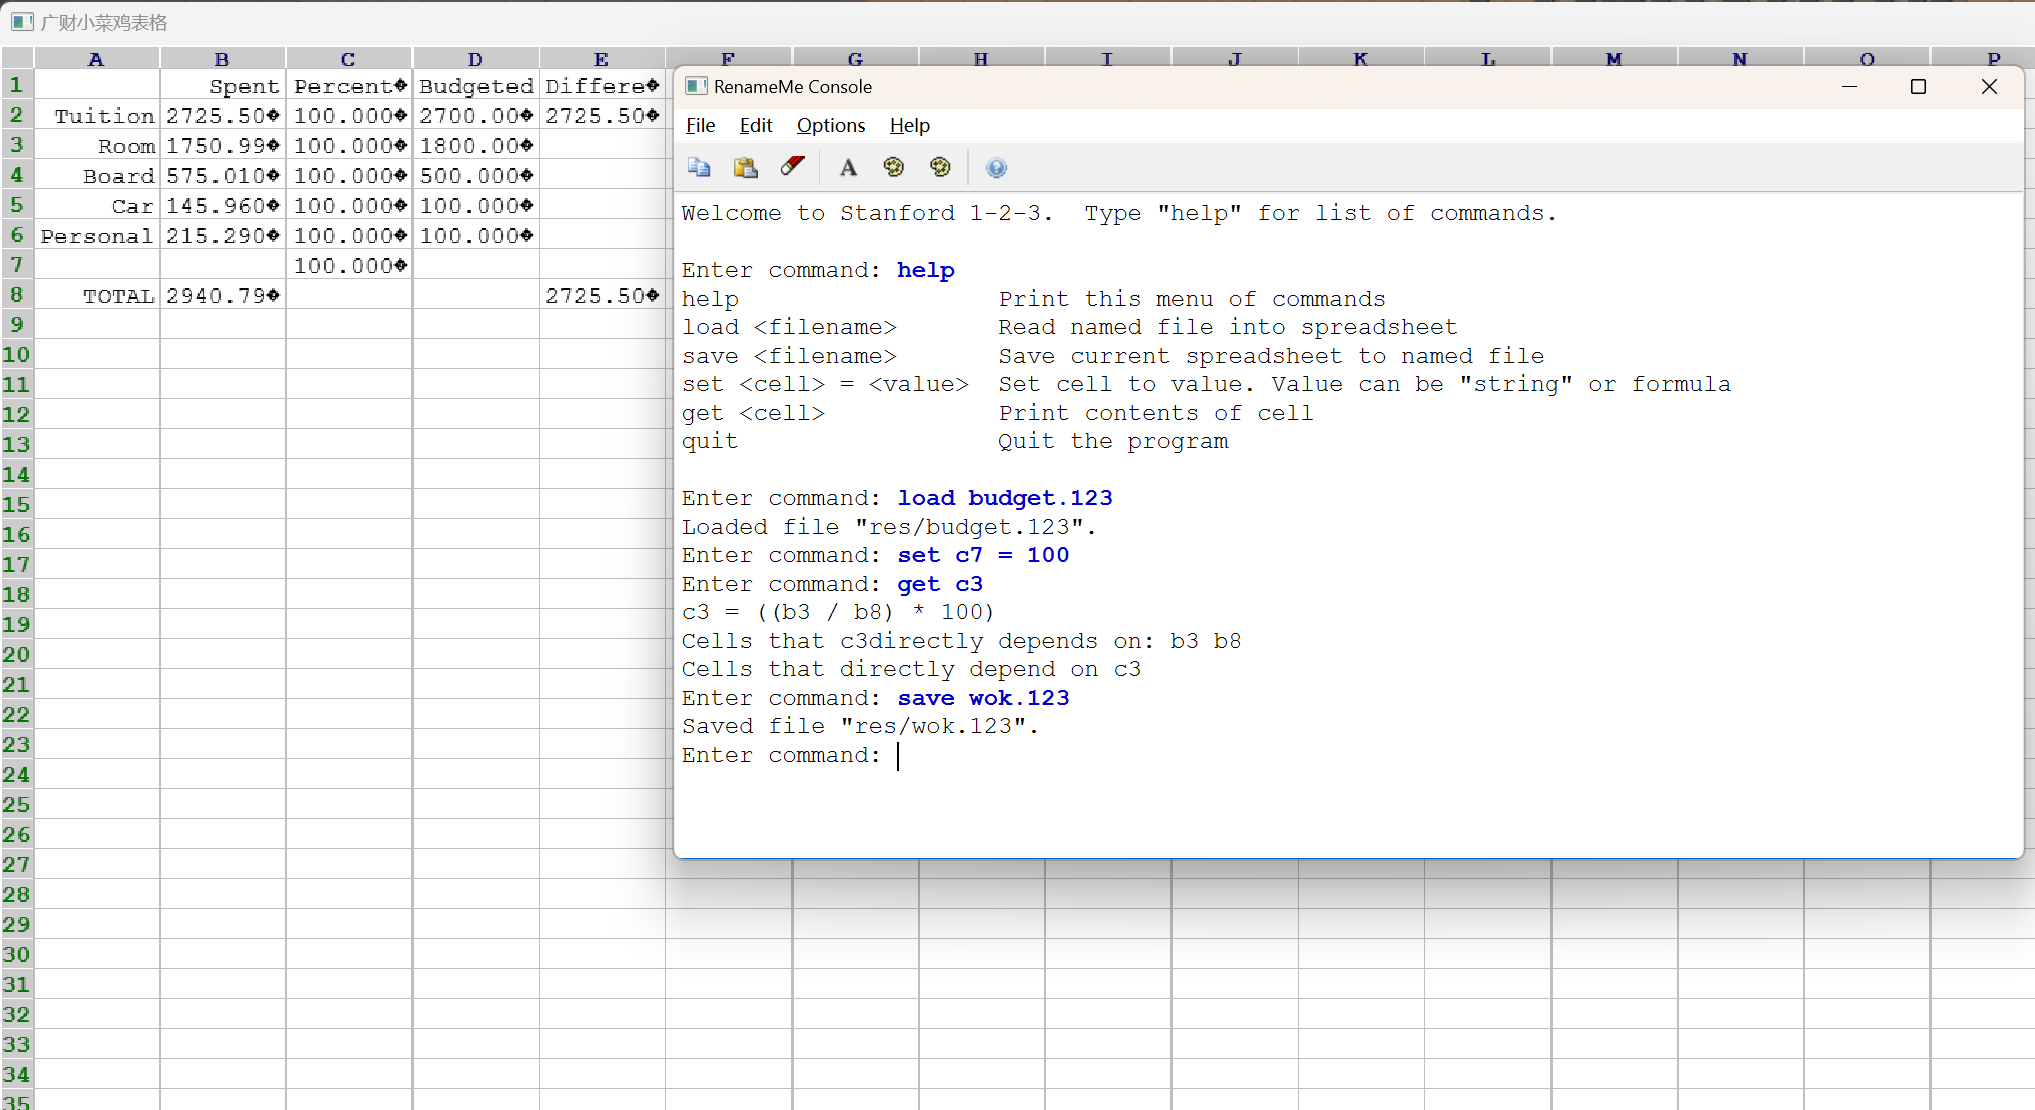 广财小菜鸡表格
A B C D E F G H I J K L M N O P
1 Spent Percent� Budgeted Differe�
2 Tuition 2725.50� 100.000� 2700.00� 2725.50�
3 Room 1750.99� 100.000� 1800.00�
4 Board 575.010� 100.000� 500.000�
5 Car 145.960� 100.000� 100.000�
6 Personal 215.290� 100.000� 100.000�
7 100.000�
8 TOTAL 2940.79� 2725.50�
9
10
11
12
13
14
15
16
17
18
19
20
21
22
23
24
25
26
27
28
29
30
31
32
33
34
35
RenameMe Console
File Edit Options Help
Welcome to Stanford 1-2-3. Type "help" for list of commands.
Enter command: help
help Print this menu of commands
load <filename> Read named file into spreadsheet
save <filename> Save current spreadsheet to named file
set <cell> = <value> Set cell to value. Value can be "string" or formula
get <cell> Print contents of cell
quit Quit the program
Enter command: load budget.123
Loaded file "res/budget.123".
Enter command: set c7 = 100
Enter command: get c3
c3 = ((b3 / b8) * 100)
Cells that c3directly depends on: b3 b8
Cells that directly depend on c3
Enter command: save wok.123
Saved file "res/wok.123".
Enter command: